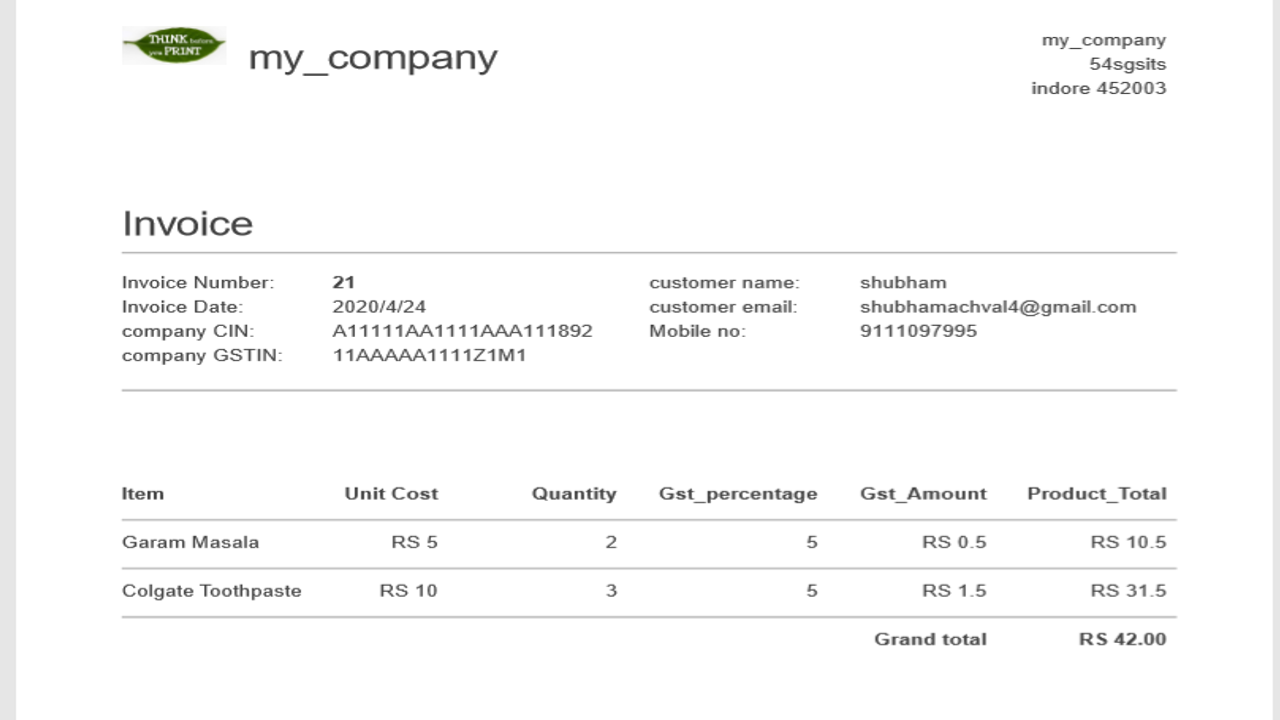 THINK before
you PRINT
my_company
my_company
54sgsits
indore 452003
Invoice
Invoice Number: 21 customer name: shubham
Invoice Date: 2020/4/24 customer email: shubhamachval4@gmail.com
company CIN: A11111AA1111AAA111892 Mobile no: 9111097995
company GSTIN: 11AAAAA1111Z1M1
Item Unit Cost Quantity Gst_percentage Gst_Amount Product_Total
Garam Masala RS 5 2 5 RS 0.5 RS 10.5
Colgate Toothpaste RS 10 3 5 RS 1.5 RS 31.5
Grand total RS 42.00